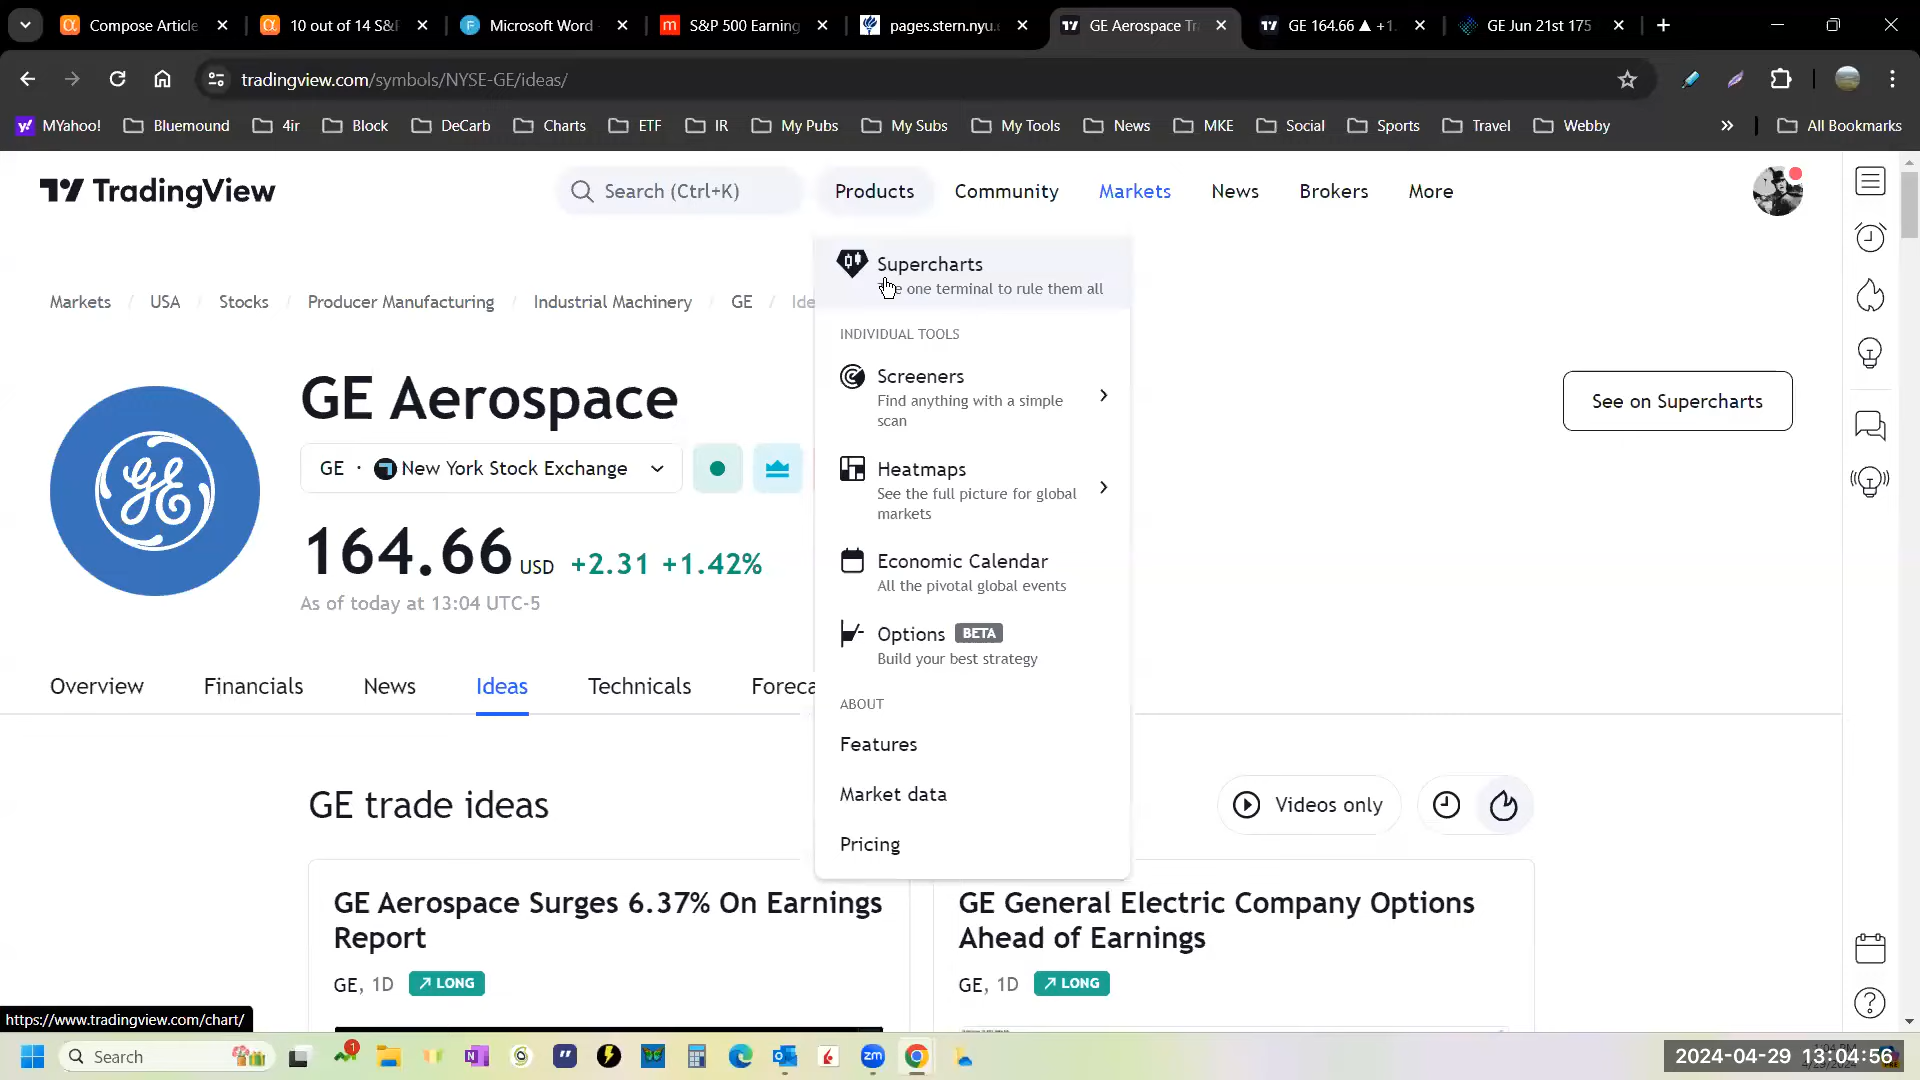 Compose Article
10 out of 14 S&P
Microsoft Word
S&P 500 Earning
pages.stern.nyu.
GE Aerospace Tr
GE 164.66 ▲ +1.
GE Jun 21st 175
tradingview.com/symbols/NYSE-GE/ideas/
MYahoo!
Bluemound
4ir
Block
DeCarb
Charts
ETF
IR
My Pubs
My Subs
My Tools
News
MKE
Social
Sports
Travel
Webby
All Bookmarks
TradingView
Search (Ctrl+K)
Products
Community
Markets
News
Brokers
More
Supercharts
one terminal to rule them all
Markets / USA / Stocks / Producer Manufacturing / Industrial Machinery / GE / Ide
INDIVIDUAL TOOLS
Screeners
Find anything with a simple
scan
GE Aerospace
See on Supercharts
GE · New York Stock Exchange
Heatmaps
See the full picture for global
markets
164.66 USD +2.31 +1.42%
As of today at 13:04 UTC-5
Economic Calendar
All the pivotal global events
Options BETA
Build your best strategy
Overview
Financials
News
Ideas
Technicals
Foreca
ABOUT
Features
Market data
Pricing
GE trade ideas
Videos only
GE Aerospace Surges 6.37% On Earnings
Report
GE, 1D LONG
GE General Electric Company Options
Ahead of Earnings
GE, 1D LONG
https://www.tradingview.com/chart/
Search
1
zm
2024-04-29 13:04:56